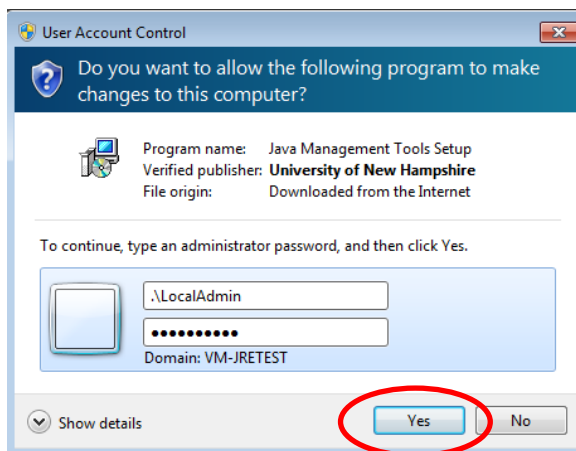 User Account Control
Do you want to allow the following program to make
changes to this computer?
Program name: Java Management Tools Setup
Verified publisher: University of New Hampshire
File origin: Downloaded from the Internet
To continue, type an administrator password, and then click Yes.
.\LocalAdmin
●●●●●●●●●●
Domain: VM-JRETEST
Show details
Yes
No